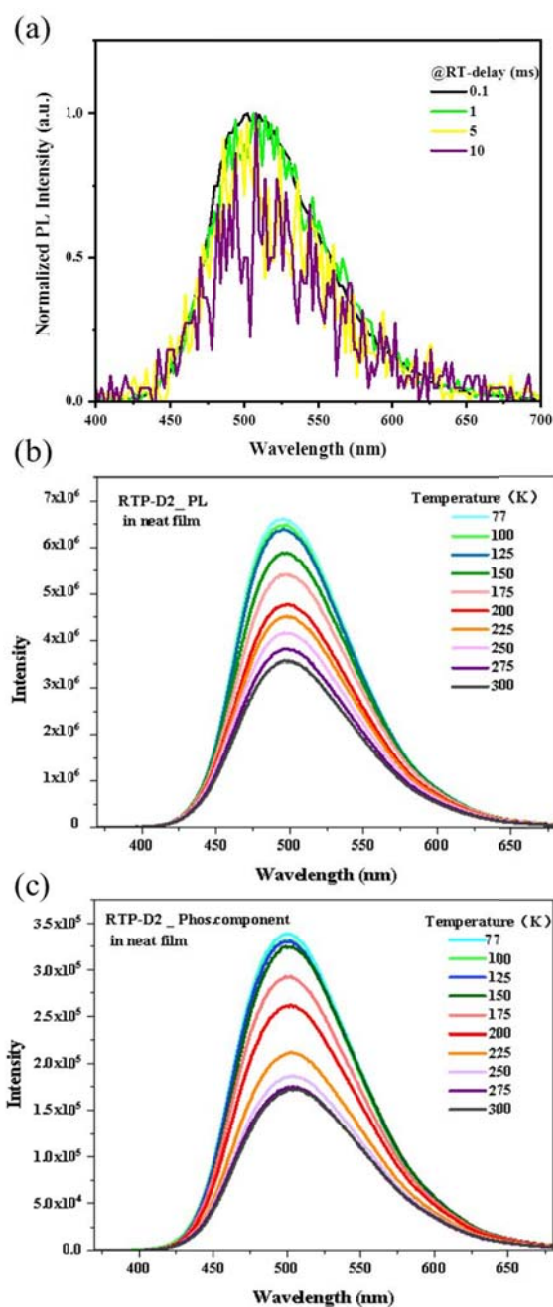 (a)
@RT-delay (ms)
0.1
1
5
10
1.0
0.5
0.0
Normalized PL Intensity (a.u.)
400 450 500 550 600 650 700
Wavelength (nm)
(b)
RTP-D2_PL
in neat film
Temperature（K）
77
100
125
150
175
200
225
250
275
300
7x10⁶
6x10⁶
5x10⁶
4x10⁶
3x10⁶
2x10⁶
1x10⁶
0
Intensity
400 450 500 550 600 650
Wavelength (nm)
(c)
RTP-D2 _ Phos.component
in neat film
Temperature（K）
77
100
125
150
175
200
225
250
275
300
3.5x10⁵
3.0x10⁵
2.5x10⁵
2.0x10⁵
1.5x10⁵
1.0x10⁵
5.0x10⁴
0.0
Intensity
400 450 500 550 600 650
Wavelength (nm)